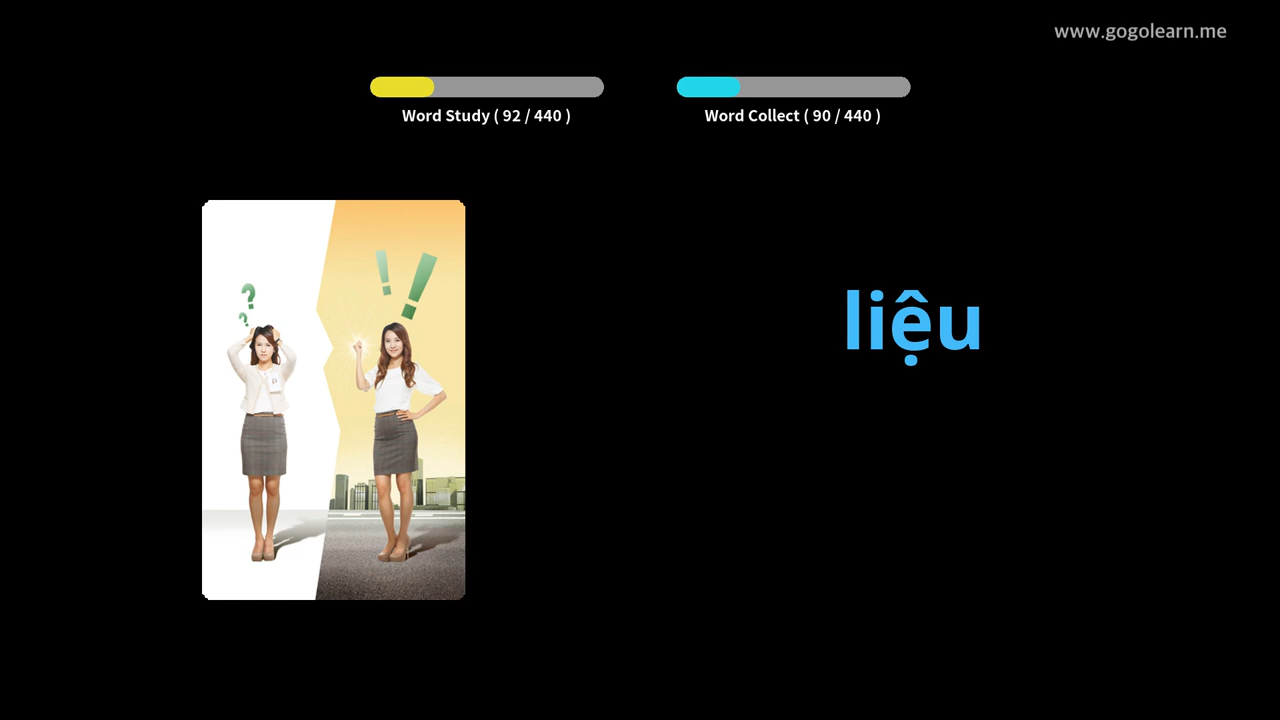 www.gogolearn.me
Word Study ( 92 / 440 )
Word Collect ( 90 / 440 )
? ?
! !
liệu